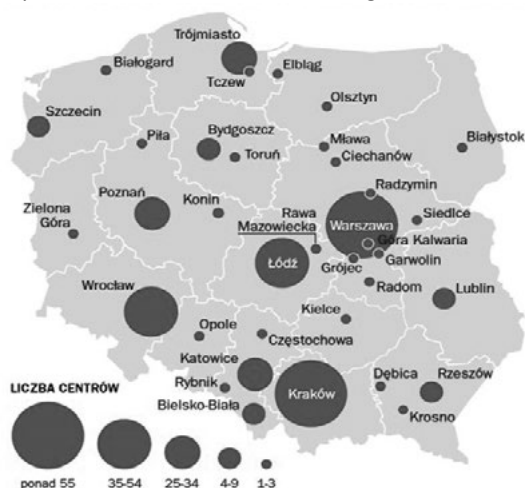 Trójmiasto
Białogard
Elbląg
Tczew
Olsztyn
Szczecin
Piła
Bydgoszcz
Toruń
Mława
Ciechanów
Białystok
Radzymin
Poznań
Konin
Rawa
Mazowiecka
Warszawa
Siedlce
Zielona
Góra
Góra Kalwaria
Łódź
Grójec
Garwolin
Wrocław
Radom
Lublin
Opole
Kielce
Częstochowa
Katowice
Rybnik
Bielsko-Biała
Kraków
Dębica
Rzeszów
Krosno
LICZBA CENTRÓW
ponad 55
35-54
25-34
4-9
1-3